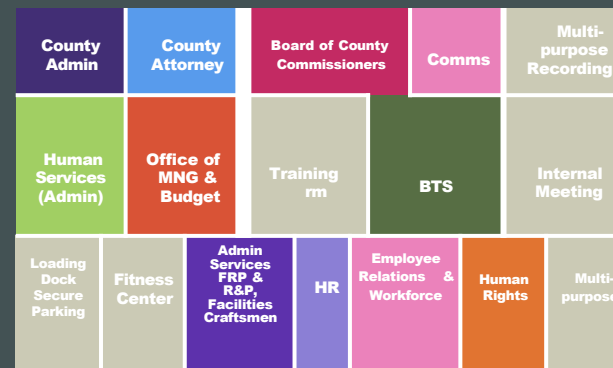 County
Admin
County
Attorney
Board of County
Commissioners
Comms
Multi-
purpose
Recording
Human
Services
(Admin)
Office of
MNG &
Budget
Training
rm
BTS
Internal
Meeting
Loading
Dock
Secure
Parking
Fitness
Center
Admin
Services
FRP &
R&P,
Facilities
Craftsmen
HR
Employee
Relations &
Workforce
Human
Rights
Multi-
purpose